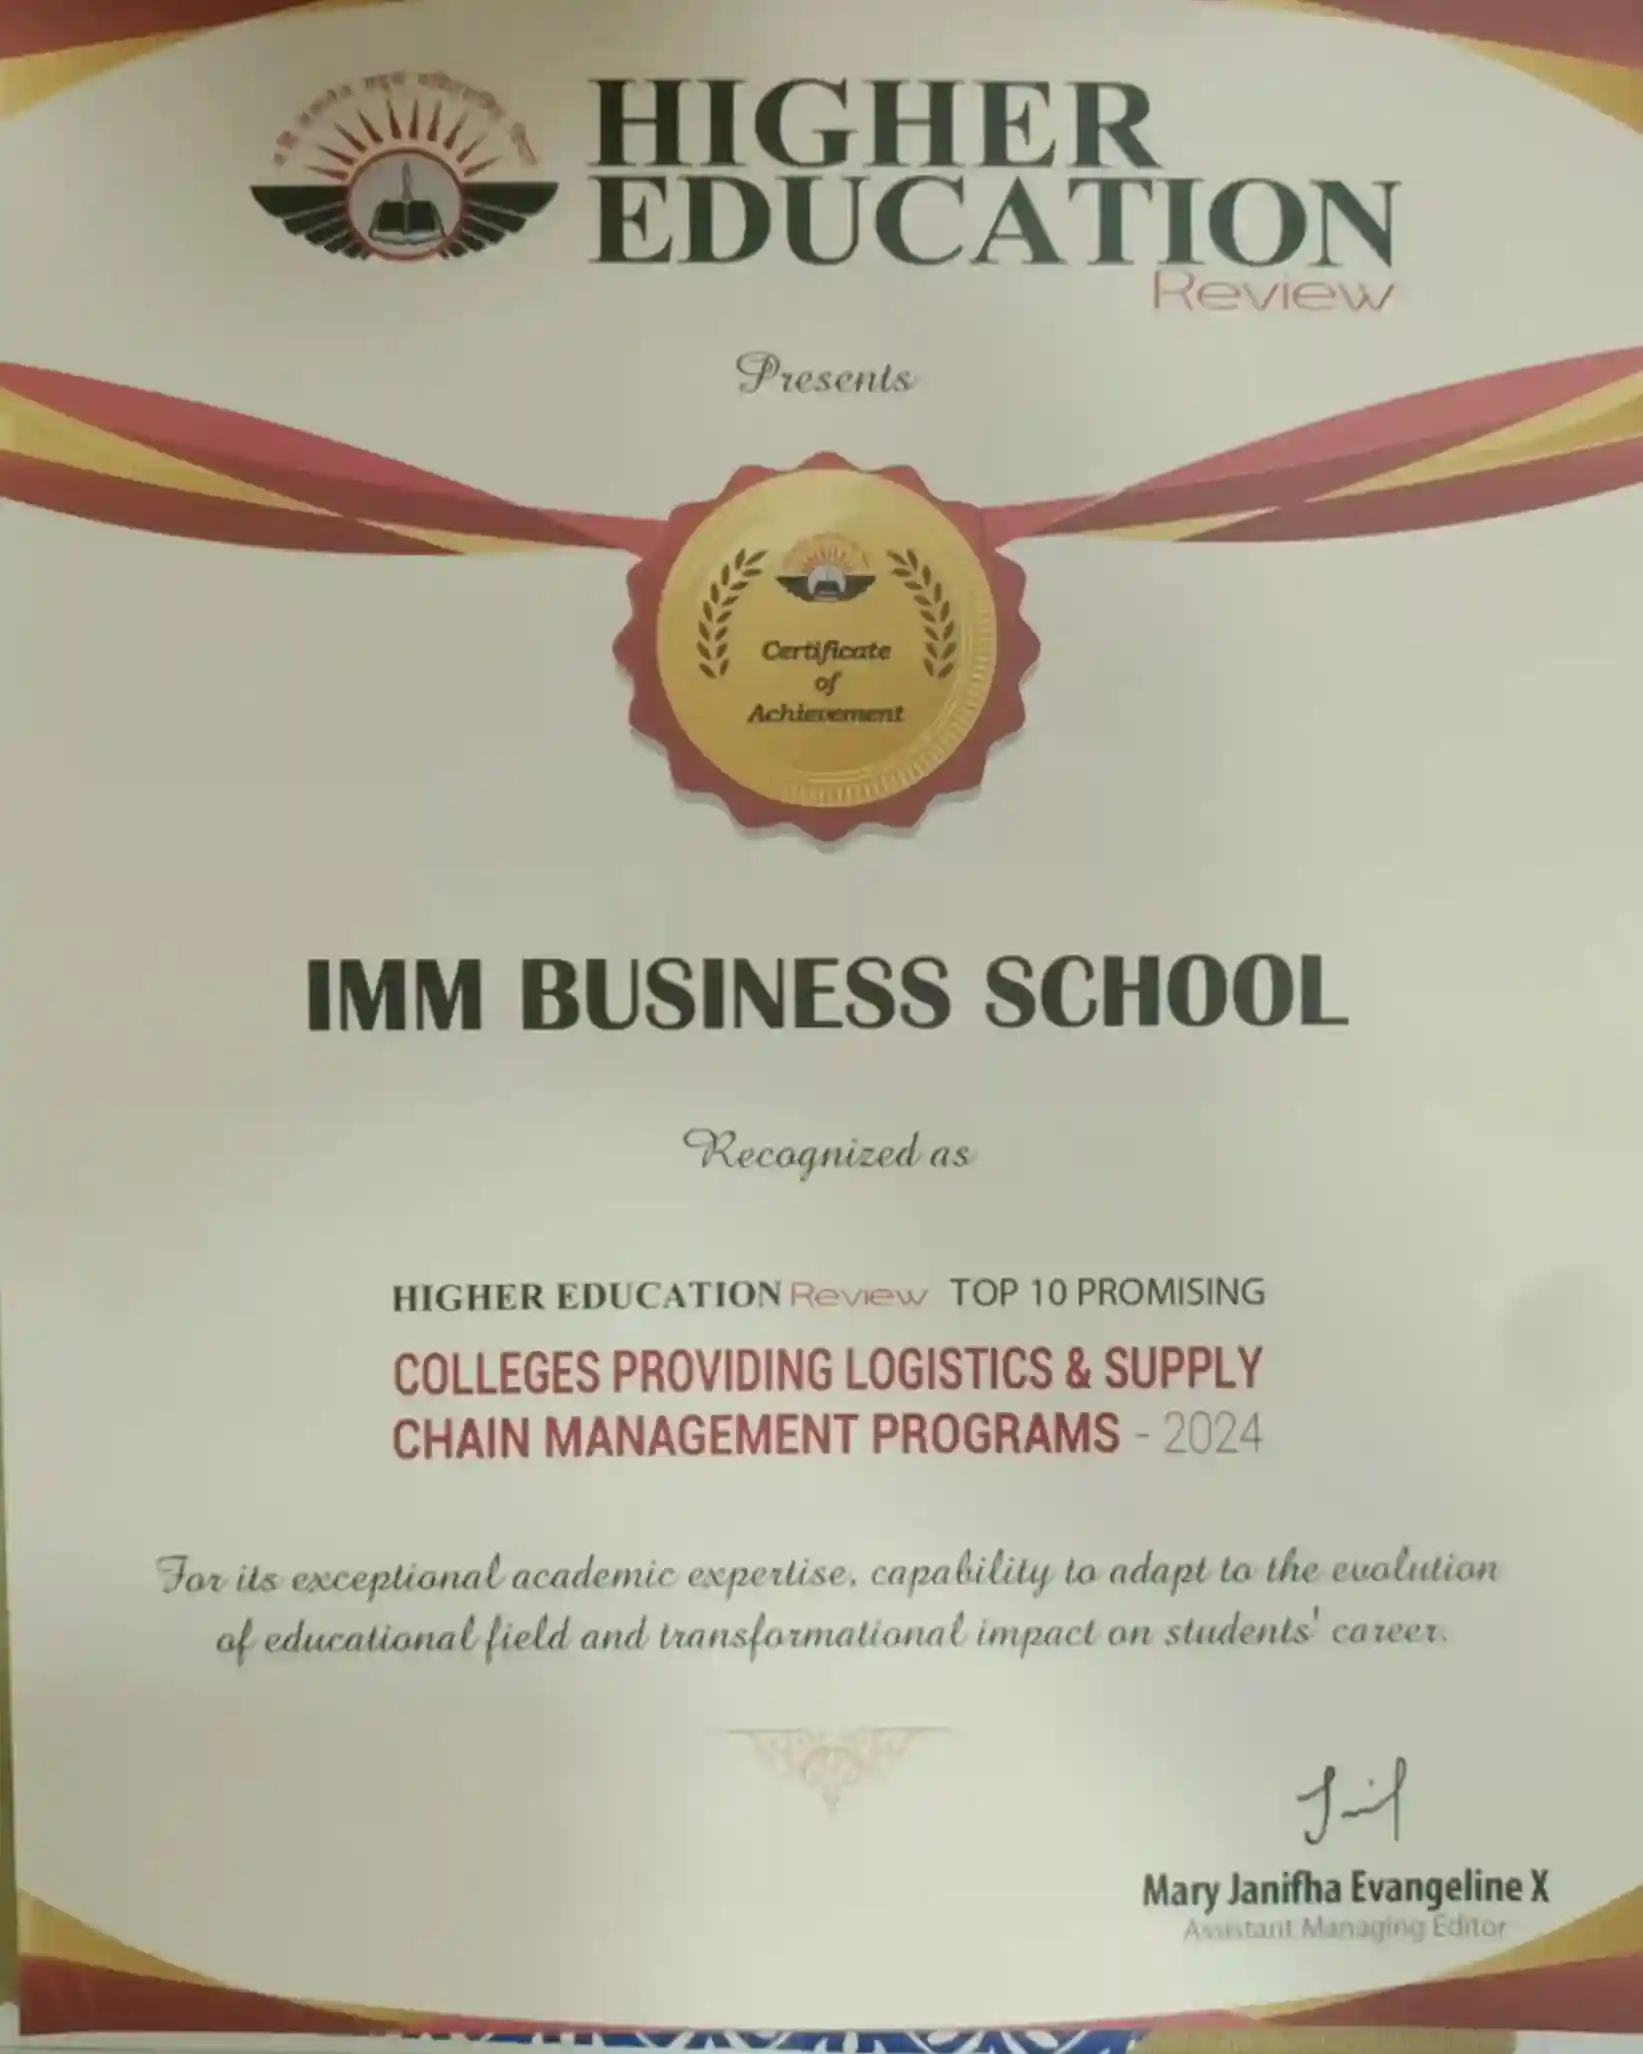 HIGHER
EDUCATION
Review
Presents
Certificate
of
Achievement
IMM BUSINESS SCHOOL
Recognized as
HIGHER EDUCATION Review TOP 10 PROMISING
COLLEGES PROVIDING LOGISTICS & SUPPLY
CHAIN MANAGEMENT PROGRAMS - 2024
For its exceptional academic expertise, capability to adapt to the evolution
of educational field and transformational impact on students' career.
Mary Janifha Evangeline X
Assistant Managing Editor